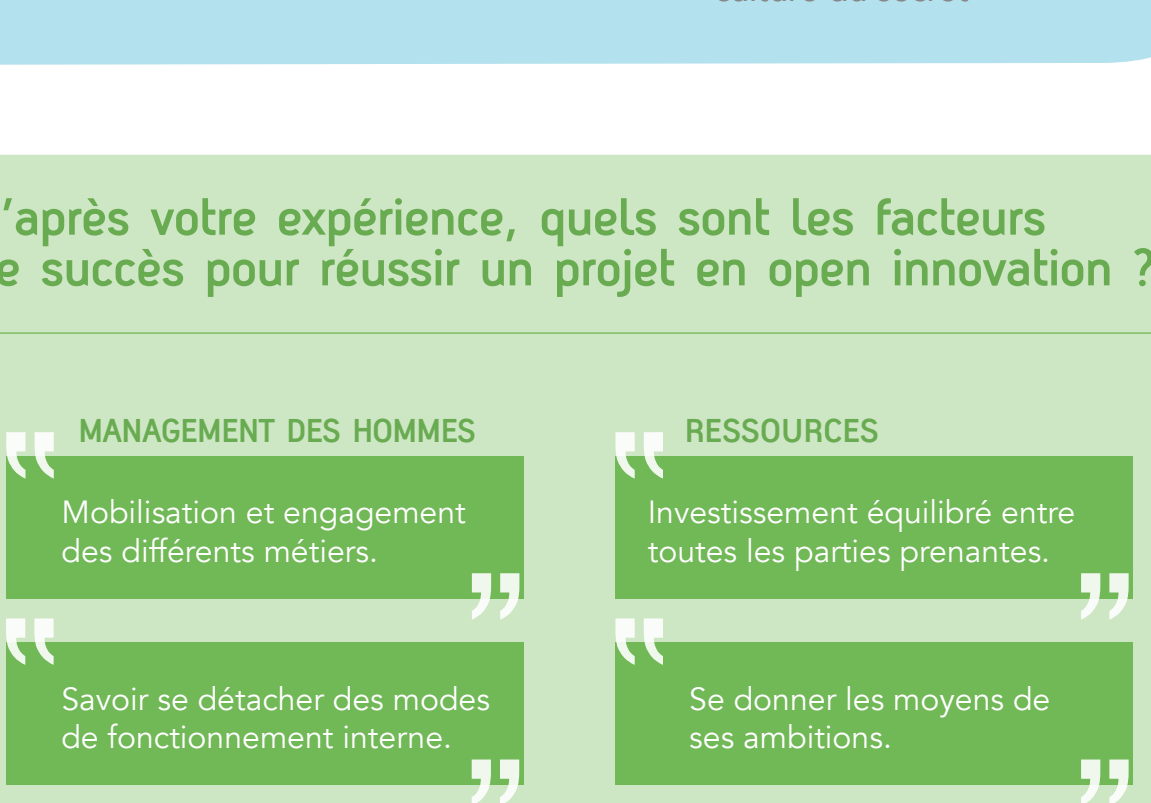 'après votre expérience, quels sont les facteurs
e succès pour réussir un projet en open innovation ?
MANAGEMENT DES HOMMES
Mobilisation et engagement
des différents métiers.
Savoir se détacher des modes
de fonctionnement interne.
RESSOURCES
Investissement équilibré entre
toutes les parties prenantes.
Se donner les moyens de
ses ambitions.